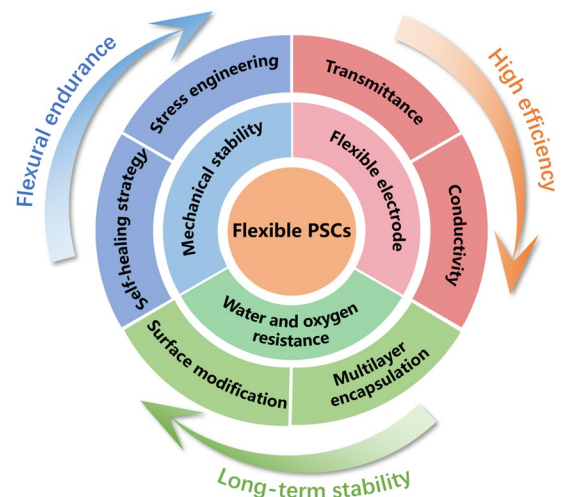 Flexural endurance
High efficiency
Long-term stability
Stress engineering
Transmittance
Conductivity
Multilayer
encapsulation
Surface modification
Self-healing strategy
Mechanical stability
Flexible electrode
Water and oxygen
resistance
Flexible PSCs